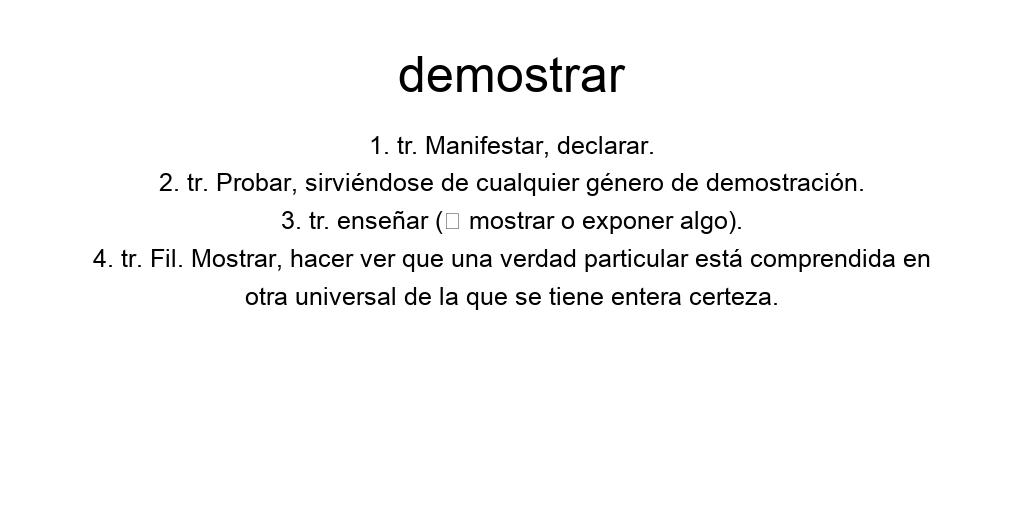 demostrar
1. tr. Manifestar, declarar.
2. tr. Probar, sirviéndose de cualquier género de demostración.
3. tr. enseñar (▯ mostrar o exponer algo).
4. tr. Fil. Mostrar, hacer ver que una verdad particular está comprendida en
otra universal de la que se tiene entera certeza.